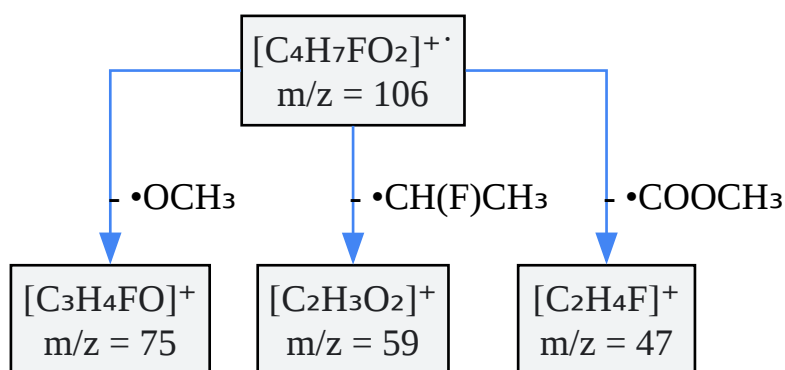 [C₄H₇FO₂]⁺˙
m/z = 106
- •OCH₃
- •CH(F)CH₃
- •COOCH₃
[C₃H₄FO]⁺
m/z = 75
[C₂H₃O₂]⁺
m/z = 59
[C₂H₄F]⁺
m/z = 47